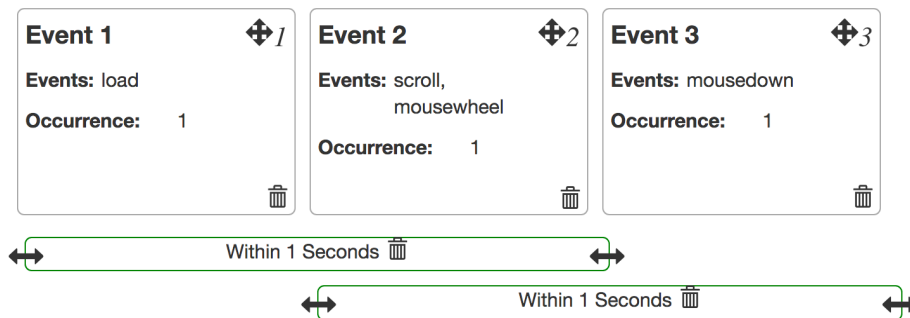 Event 1 1
Events: load
Occurrence: 1
Event 2 2
Events: scroll,
mousewheel
Occurrence: 1
Event 3 3
Events: mousedown
Occurrence: 1
Within 1 Seconds
Within 1 Seconds